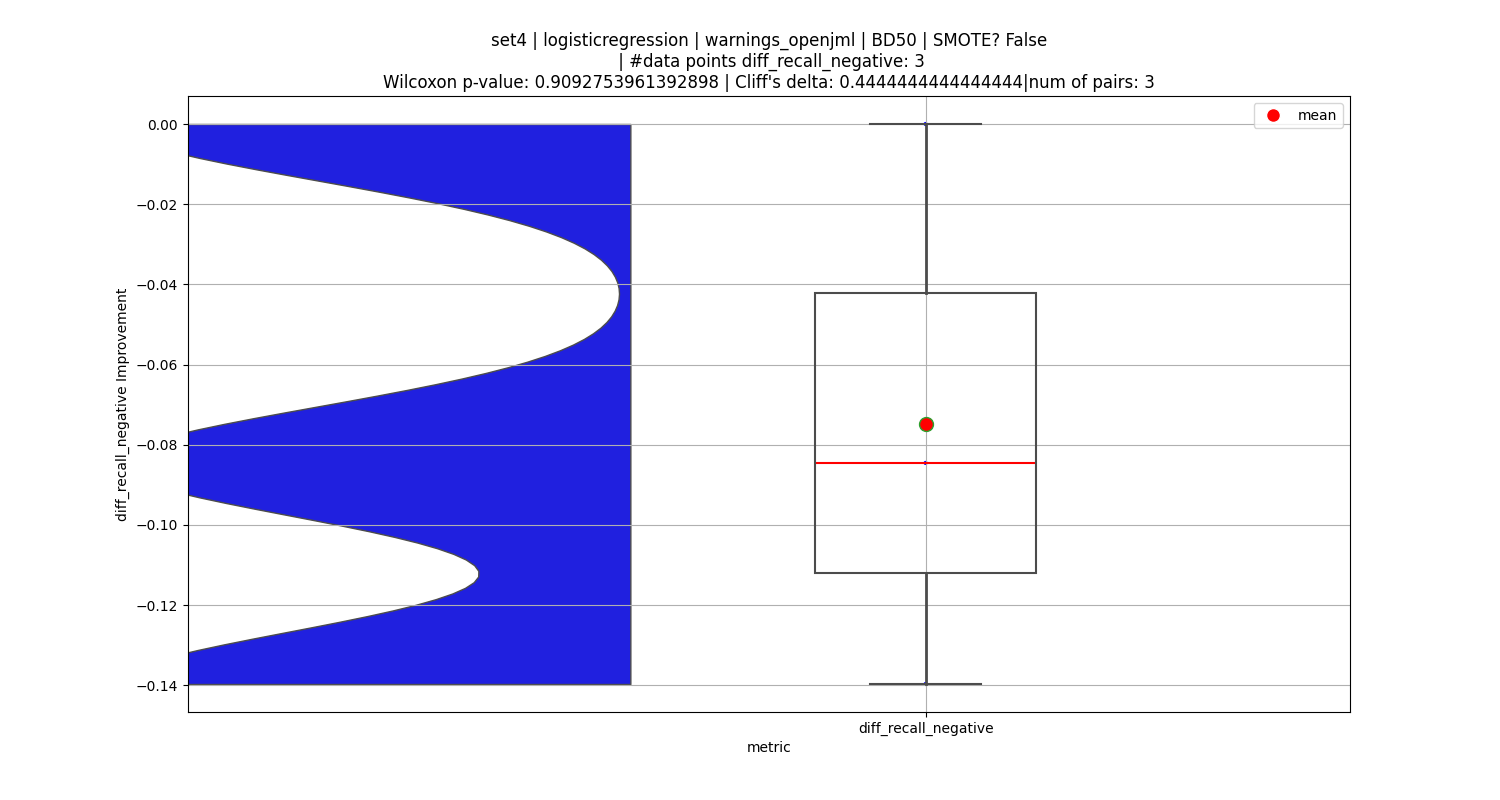 set4 | logisticregression | warnings_openjml | BD50 | SMOTE? False
| #data points diff_recall_negative: 3
Wilcoxon p-value: 0.9092753961392898 | Cliff's delta: 0.4444444444444444|num of pairs: 3
mean
0.00
−0.02
−0.04
−0.06
−0.08
−0.10
−0.12
−0.14
diff_recall_negative Improvement
diff_recall_negative
metric